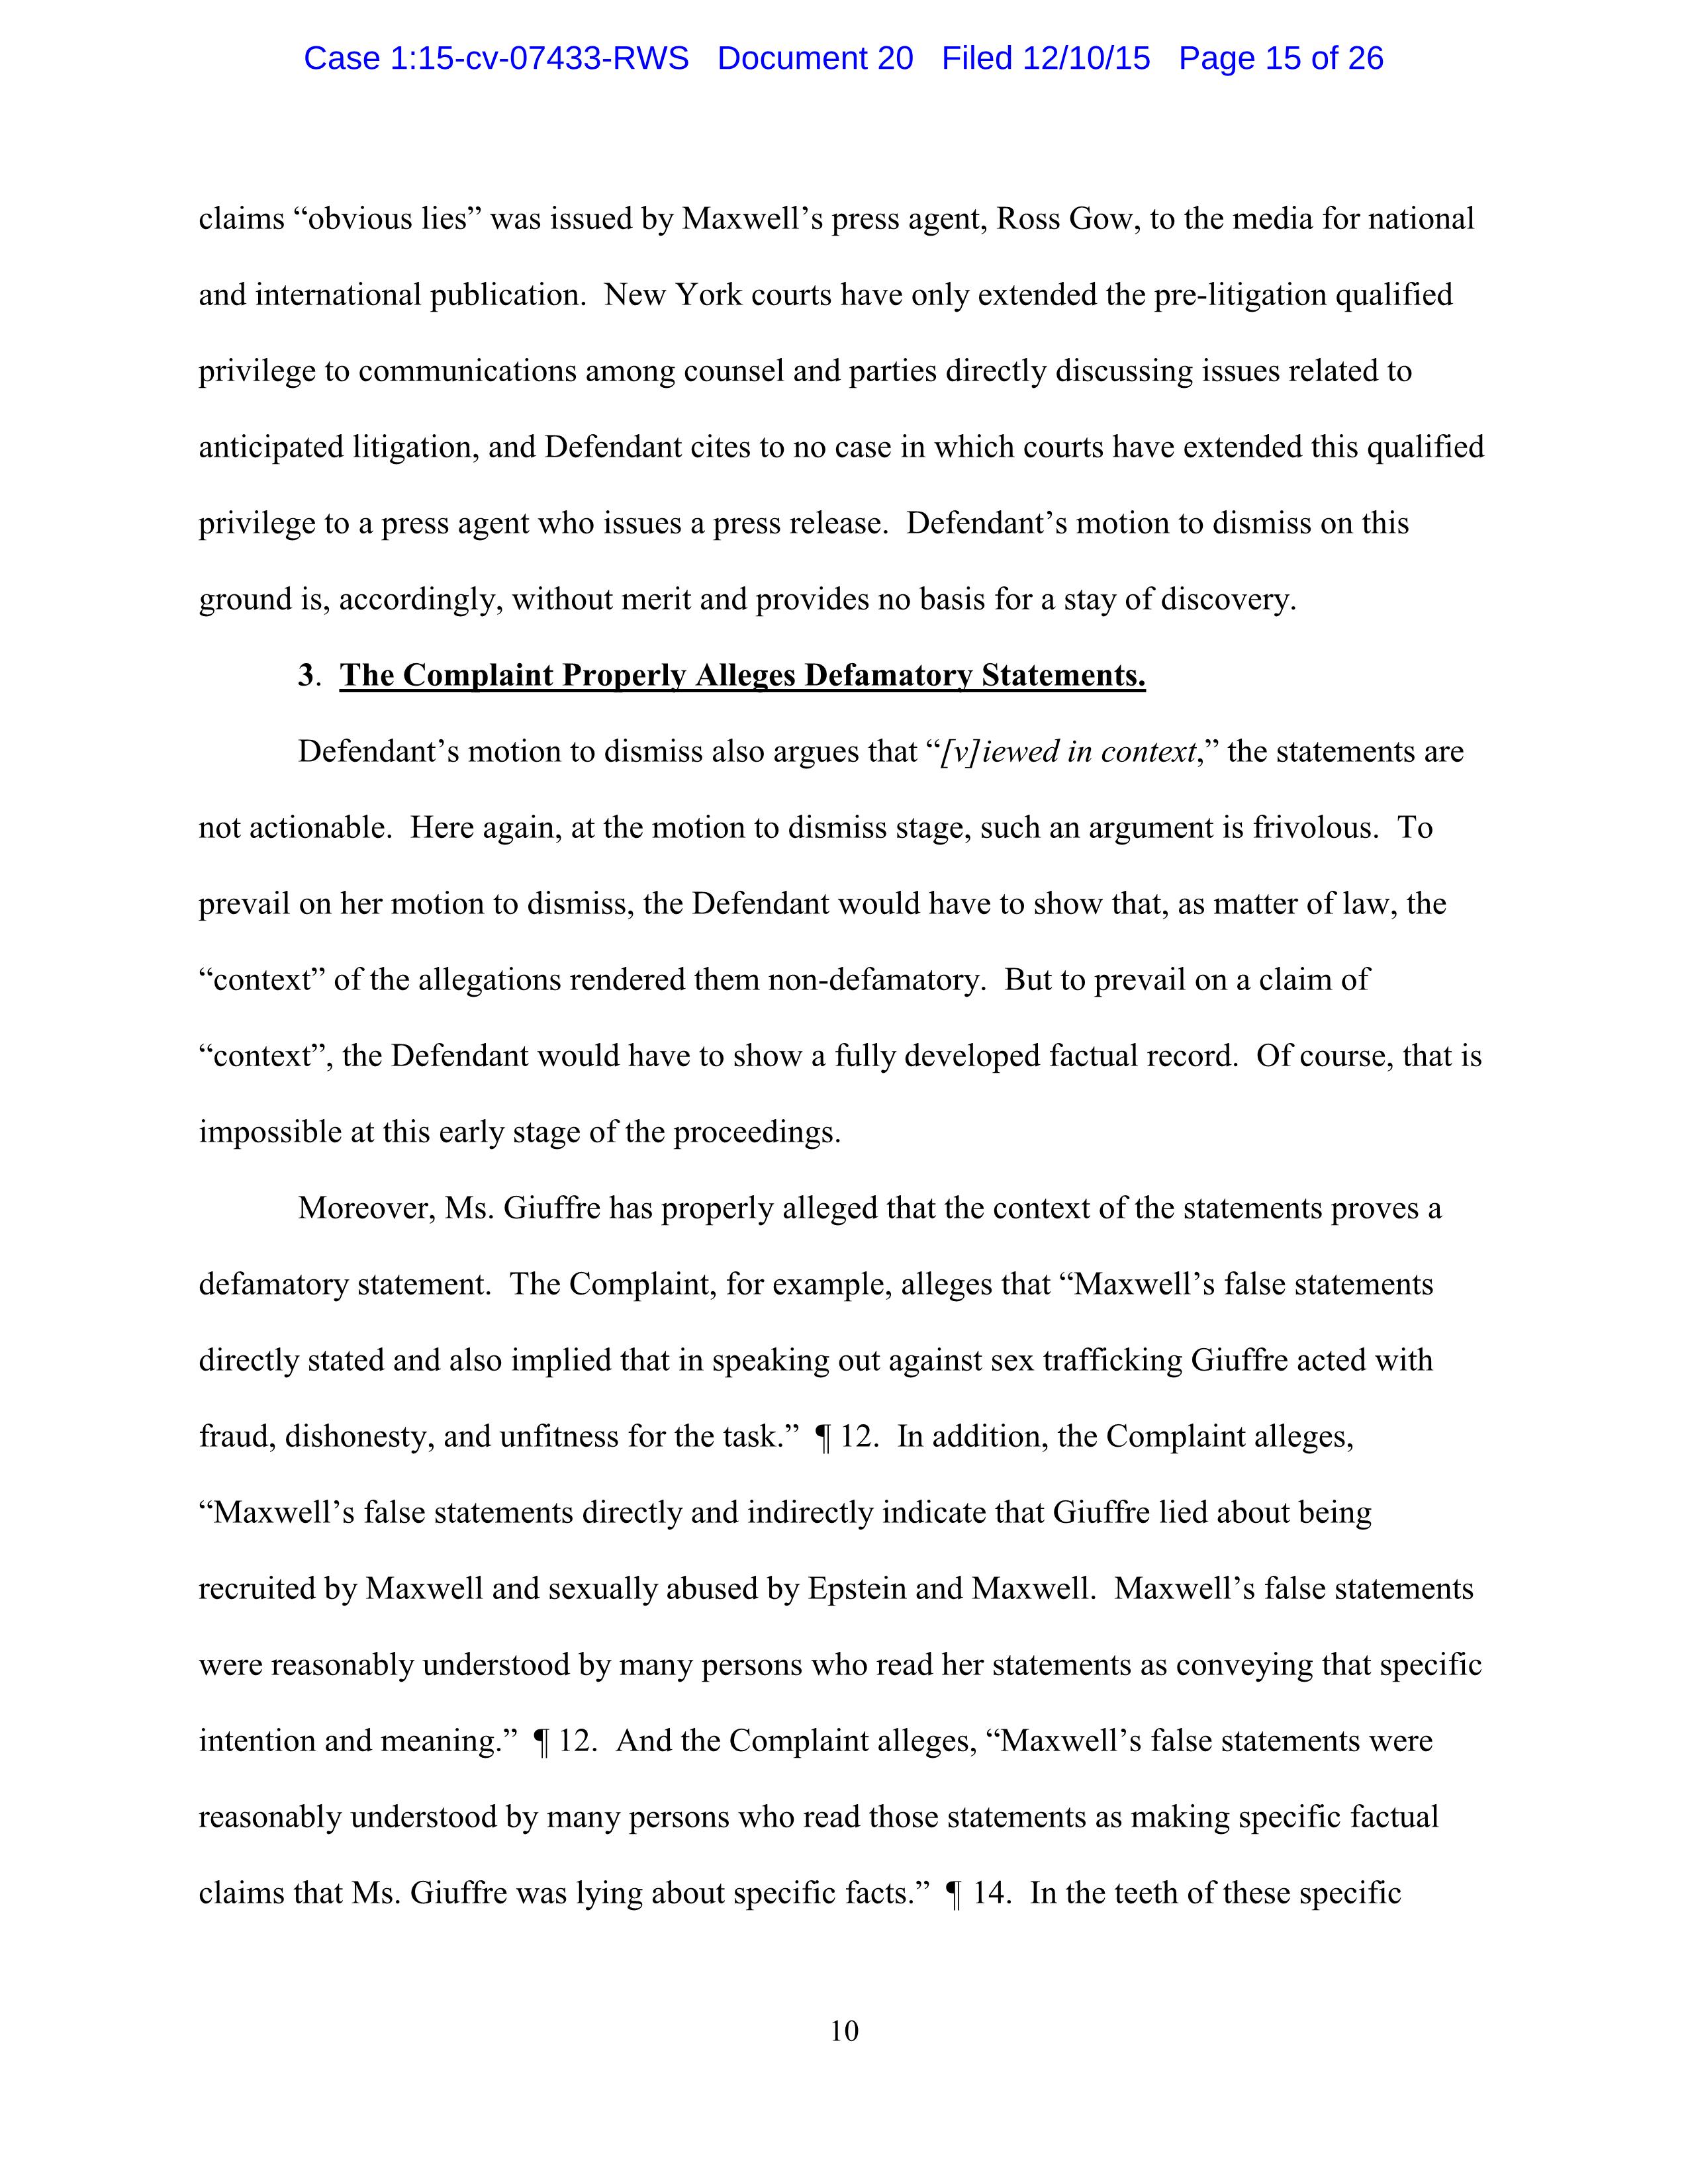 Case 1:15-cv-07433-RWS Document 20 Filed 12/10/15 Page 15 of 26
claims “obvious lies” was issued by Maxwell’s press agent, Ross Gow, to the media for national
and international publication.  New York courts have only extended the pre-litigation qualified
privilege to communications among counsel and parties directly discussing issues related to
anticipated litigation, and Defendant cites to no case in which courts have extended this qualified
privilege to a press agent who issues a press release.  Defendant’s motion to dismiss on this
ground is, accordingly, without merit and provides no basis for a stay of discovery.
3.  The Complaint Properly Alleges Defamatory Statements.
Defendant’s motion to dismiss also argues that “[v]iewed in context,” the statements are
not actionable.  Here again, at the motion to dismiss stage, such an argument is frivolous.  To
prevail on her motion to dismiss, the Defendant would have to show that, as matter of law, the
“context” of the allegations rendered them non-defamatory.  But to prevail on a claim of
“context”, the Defendant would have to show a fully developed factual record.  Of course, that is
impossible at this early stage of the proceedings.
Moreover, Ms. Giuffre has properly alleged that the context of the statements proves a
defamatory statement.  The Complaint, for example, alleges that “Maxwell’s false statements
directly stated and also implied that in speaking out against sex trafficking Giuffre acted with
fraud, dishonesty, and unfitness for the task.”  ¶ 12.  In addition, the Complaint alleges,
“Maxwell’s false statements directly and indirectly indicate that Giuffre lied about being
recruited by Maxwell and sexually abused by Epstein and Maxwell.  Maxwell’s false statements
were reasonably understood by many persons who read her statements as conveying that specific
intention and meaning.”  ¶ 12.  And the Complaint alleges, “Maxwell’s false statements were
reasonably understood by many persons who read those statements as making specific factual
claims that Ms. Giuffre was lying about specific facts.”  ¶ 14.  In the teeth of these specific
10